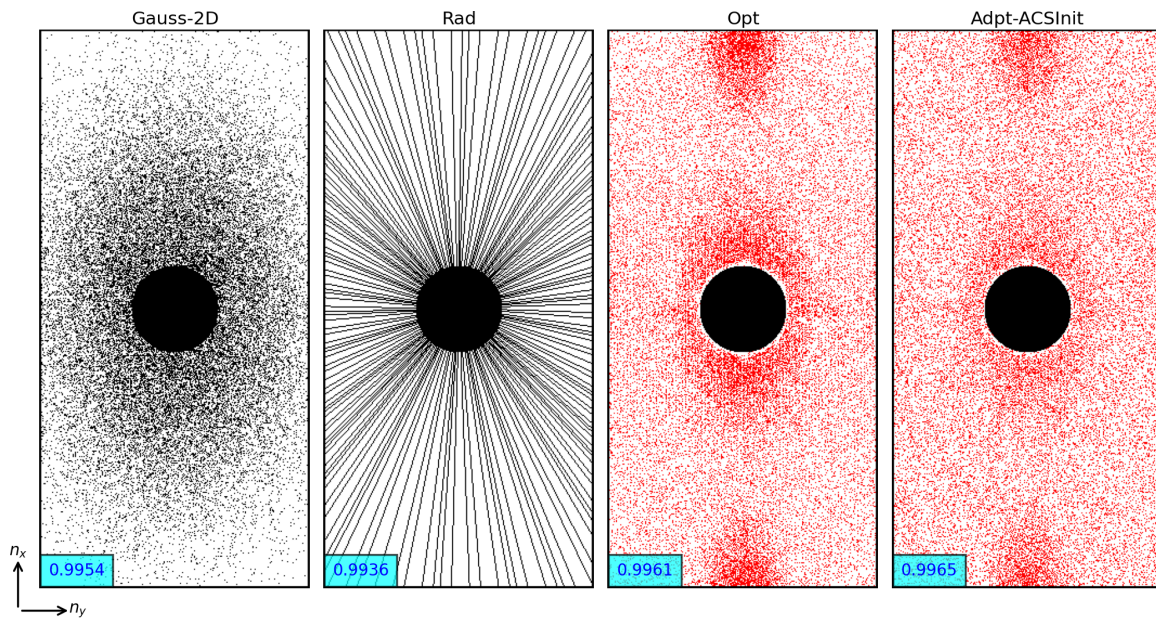 Gauss-2D
Rad
Opt
Adpt-ACSInit
0.9954
0.9936
0.9961
0.9965
n_x
n_y